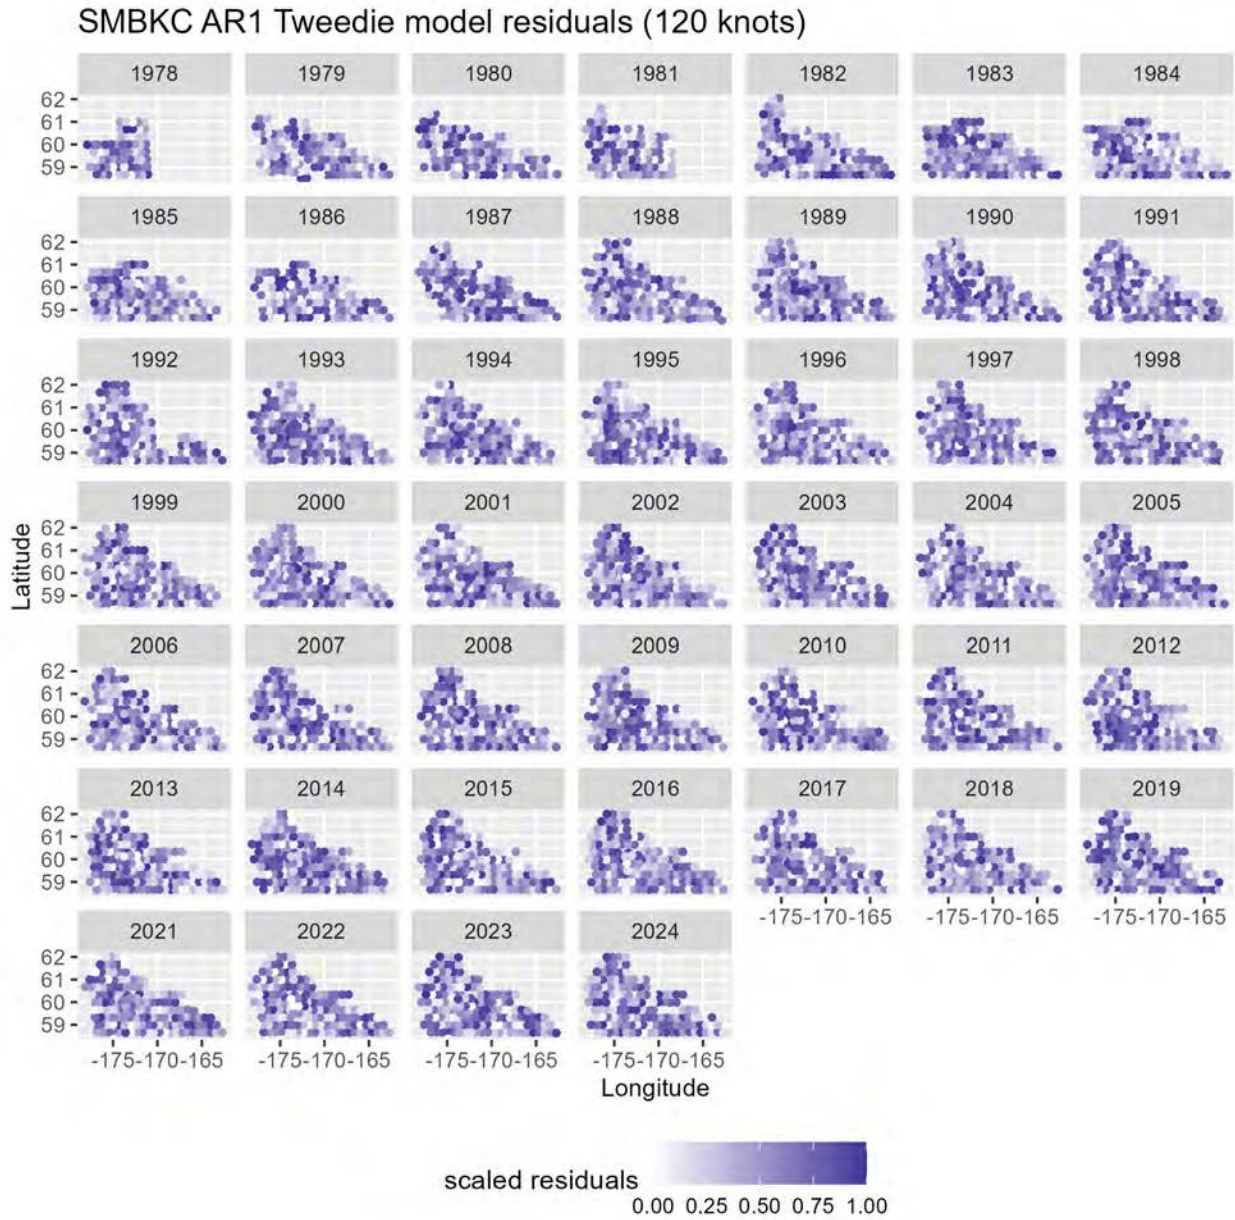 SMBKC AR1 Tweedie model residuals (120 knots)
1978 1979 1980 1981 1982 1983 1984
62
61
60
59
1985 1986 1987 1988 1989 1990 1991
62
61
60
59
1992 1993 1994 1995 1996 1997 1998
62
61
60
59
1999 2000 2001 2002 2003 2004 2005
62
61
60
59
Latitude
2006 2007 2008 2009 2010 2011 2012
62
61
60
59
2013 2014 2015 2016 2017 2018 2019
62
61
60
59
-175 -170 -165 -175 -170 -165 -175 -170 -165
2021 2022 2023 2024
62
61
60
59
-175 -170 -165 -175 -170 -165 -175 -170 -165 -175 -170 -165
Longitude
scaled residuals
0.00 0.25 0.50 0.75 1.00